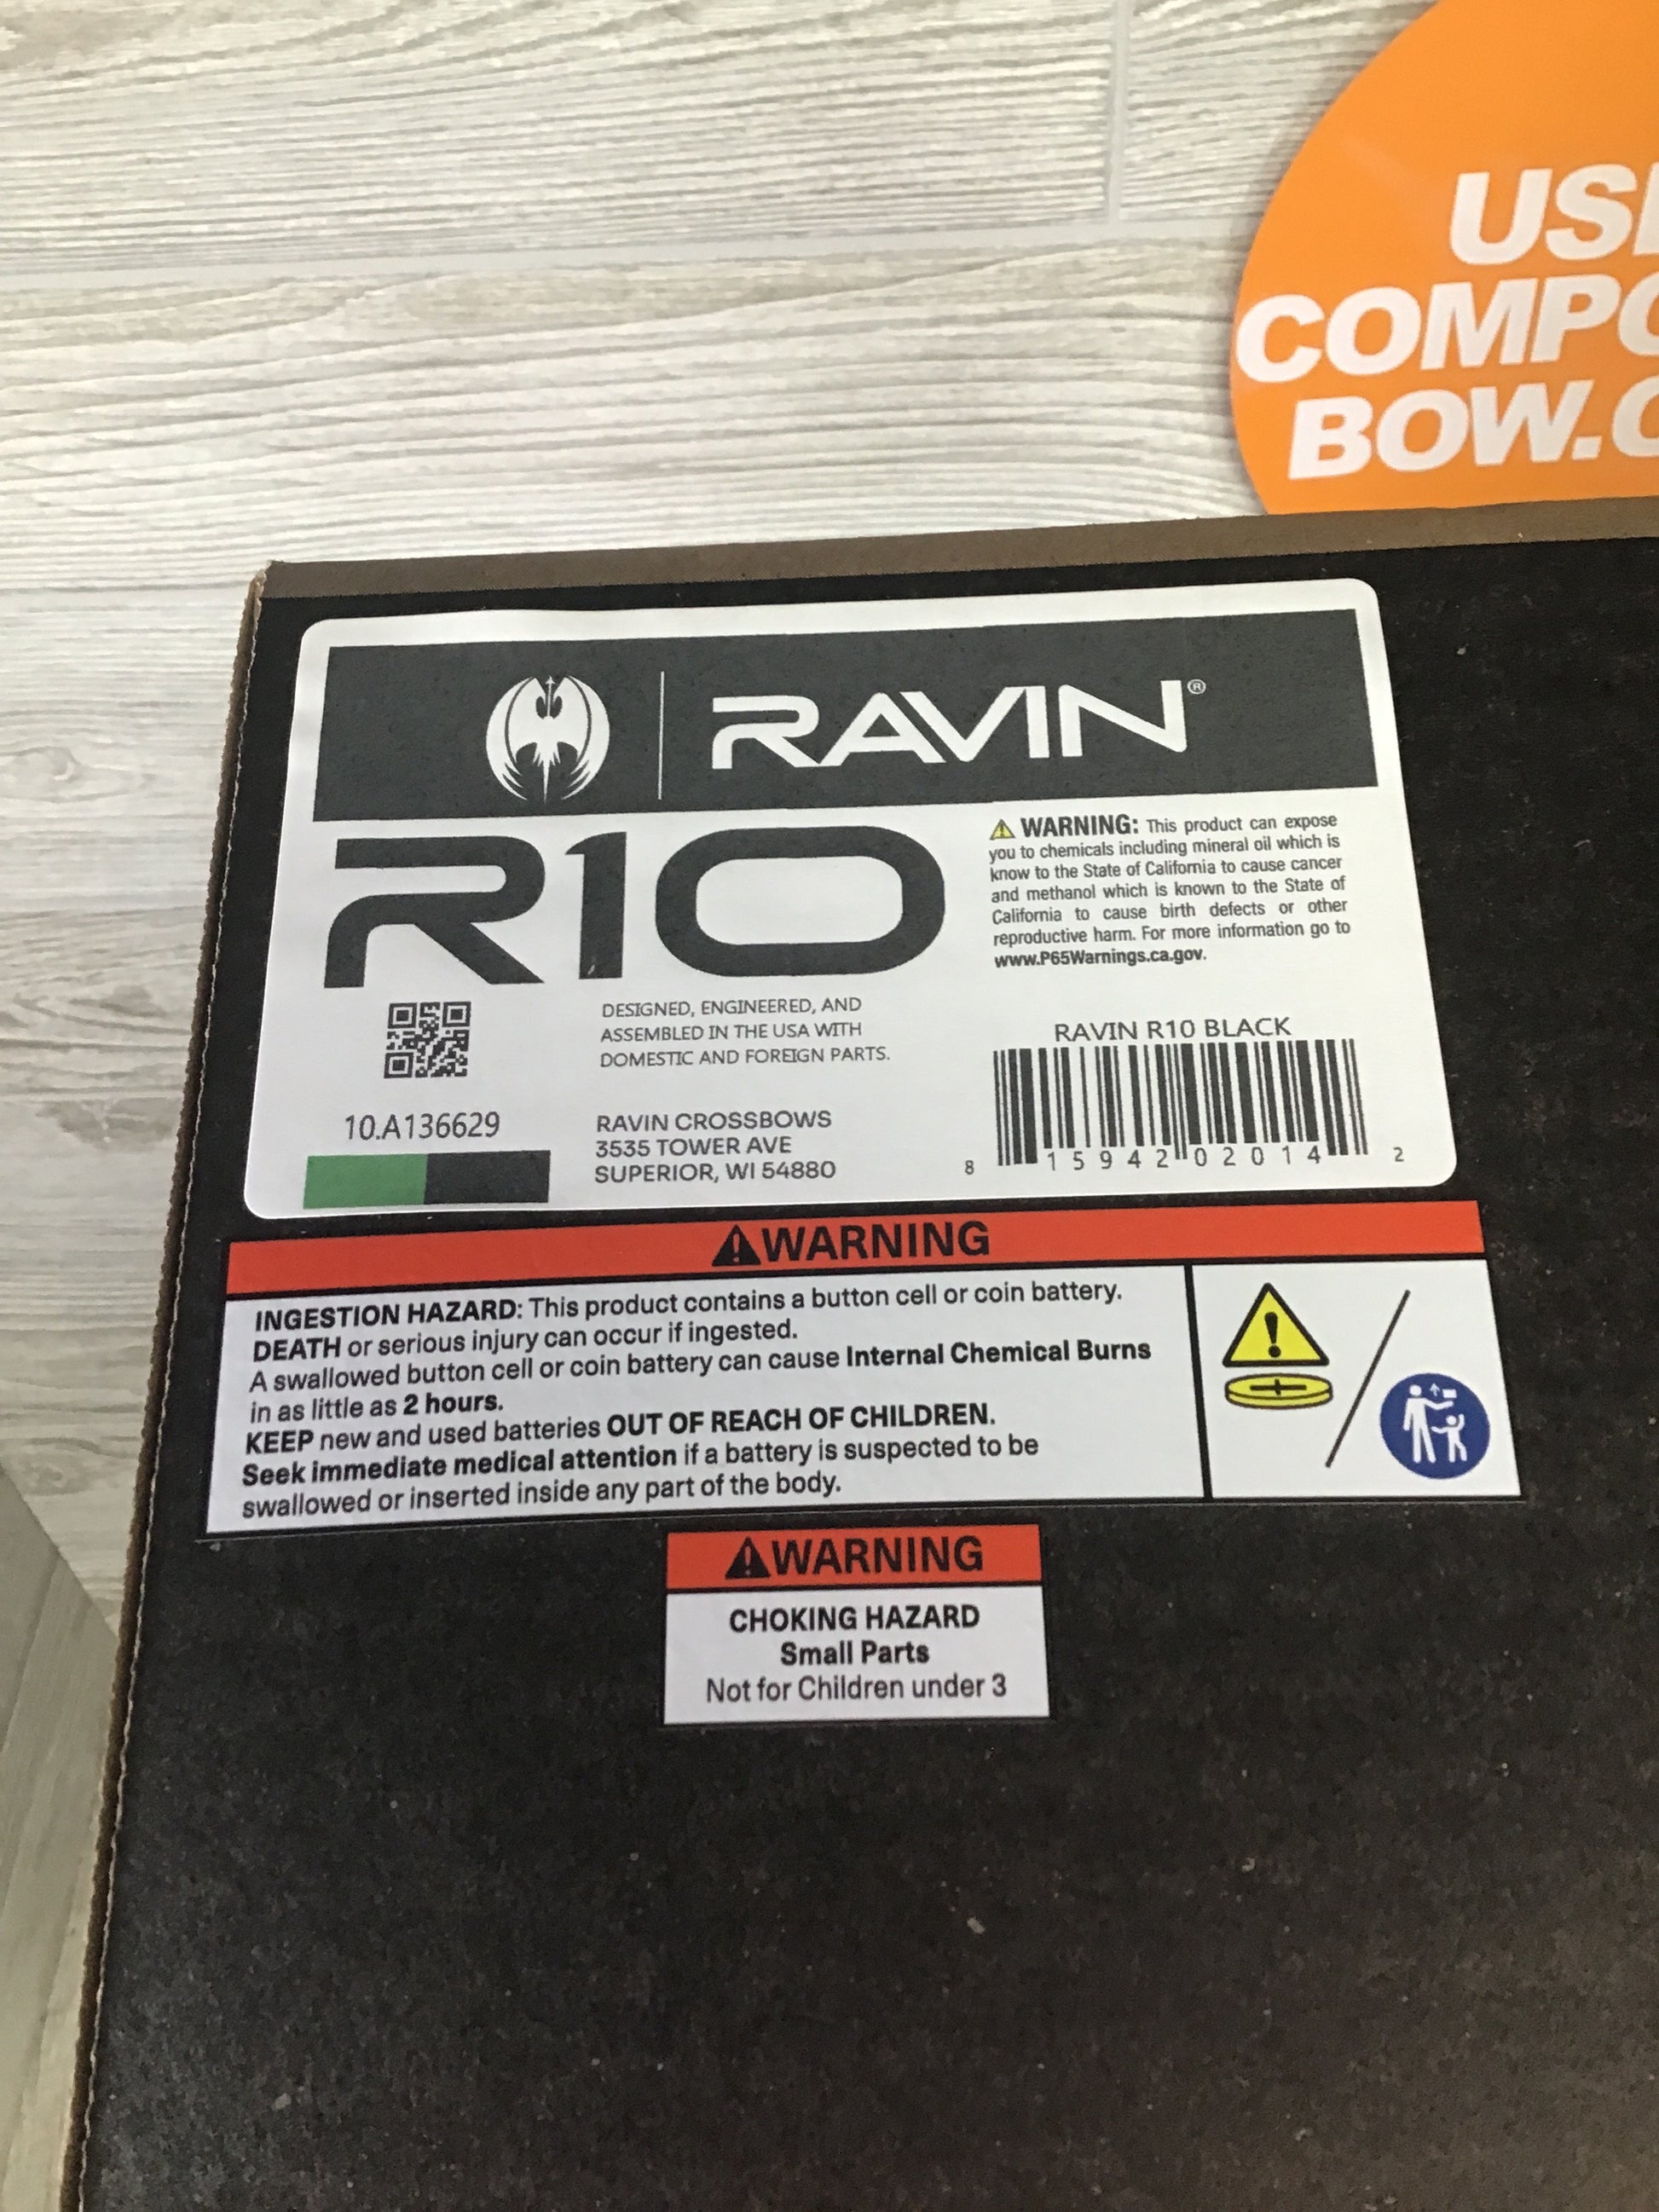 USE
COMPO
BOW.C
RAVIN®
R10
WARNING: This product can expose
you to chemicals including mineral oil which is
know to the State of California to cause cancer
and methanol which is known to the State of
California to cause birth defects or other
reproductive harm. For more information go to
www.P65Warnings.ca.gov.
DESIGNED, ENGINEERED, AND
ASSEMBLED IN THE USA WITH
DOMESTIC AND FOREIGN PARTS.
10.A136629
RAVIN CROSSBOWS
3535 TOWER AVE
SUPERIOR, WI 54880
RAVIN R10 BLACK
8 15942 02014 2
WARNING
INGESTION HAZARD: This product contains a button cell or coin battery.
DEATH or serious injury can occur if ingested.
A swallowed button cell or coin battery can cause Internal Chemical Burns
in as little as 2 hours.
KEEP new and used batteries OUT OF REACH OF CHILDREN.
Seek immediate medical attention if a battery is suspected to be
swallowed or inserted inside any part of the body.
WARNING
CHOKING HAZARD
Small Parts
Not for Children under 3